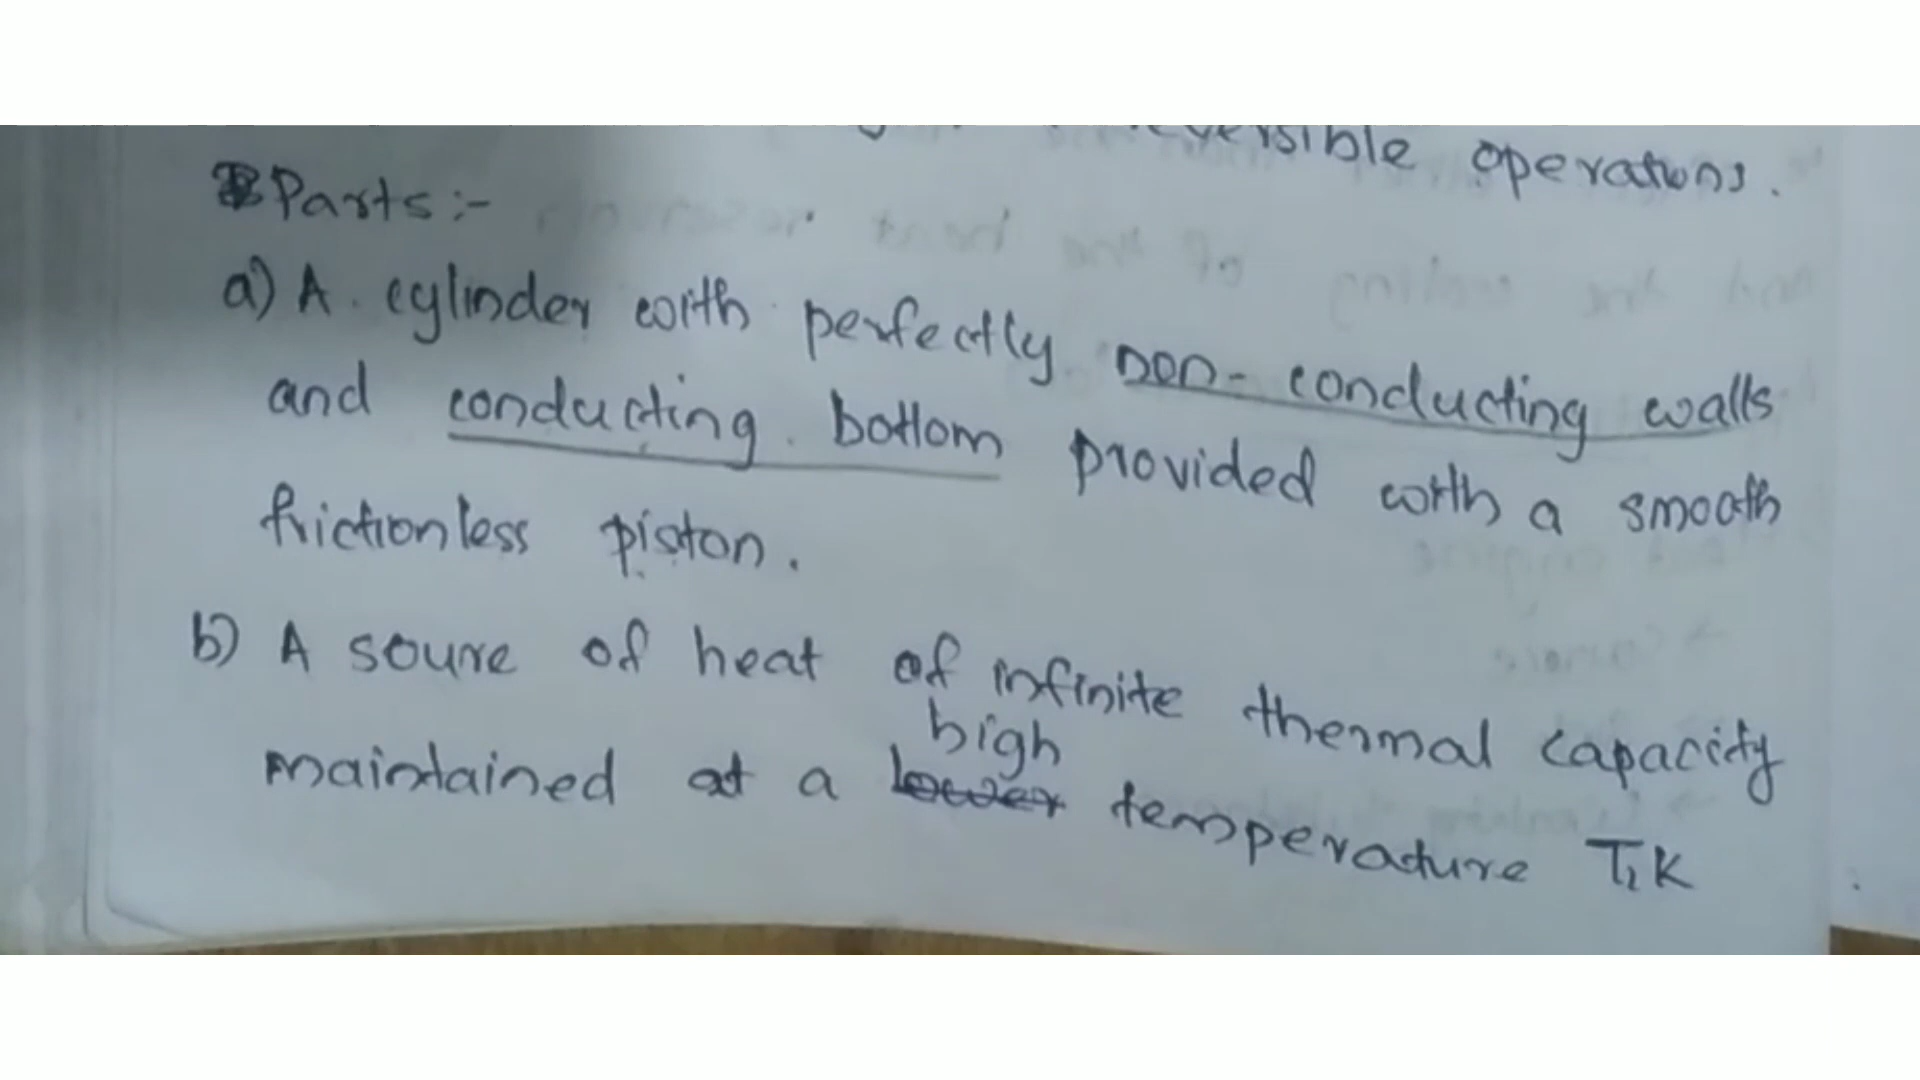 operations.
Parts:-
a) A cylinder with perfectly non-conducting walls
and conducting bottom provided with a smooth
frictionless piston.
b) A soure of heat of infinite thermal capacity
high
maintained at a lower temperature T₁K